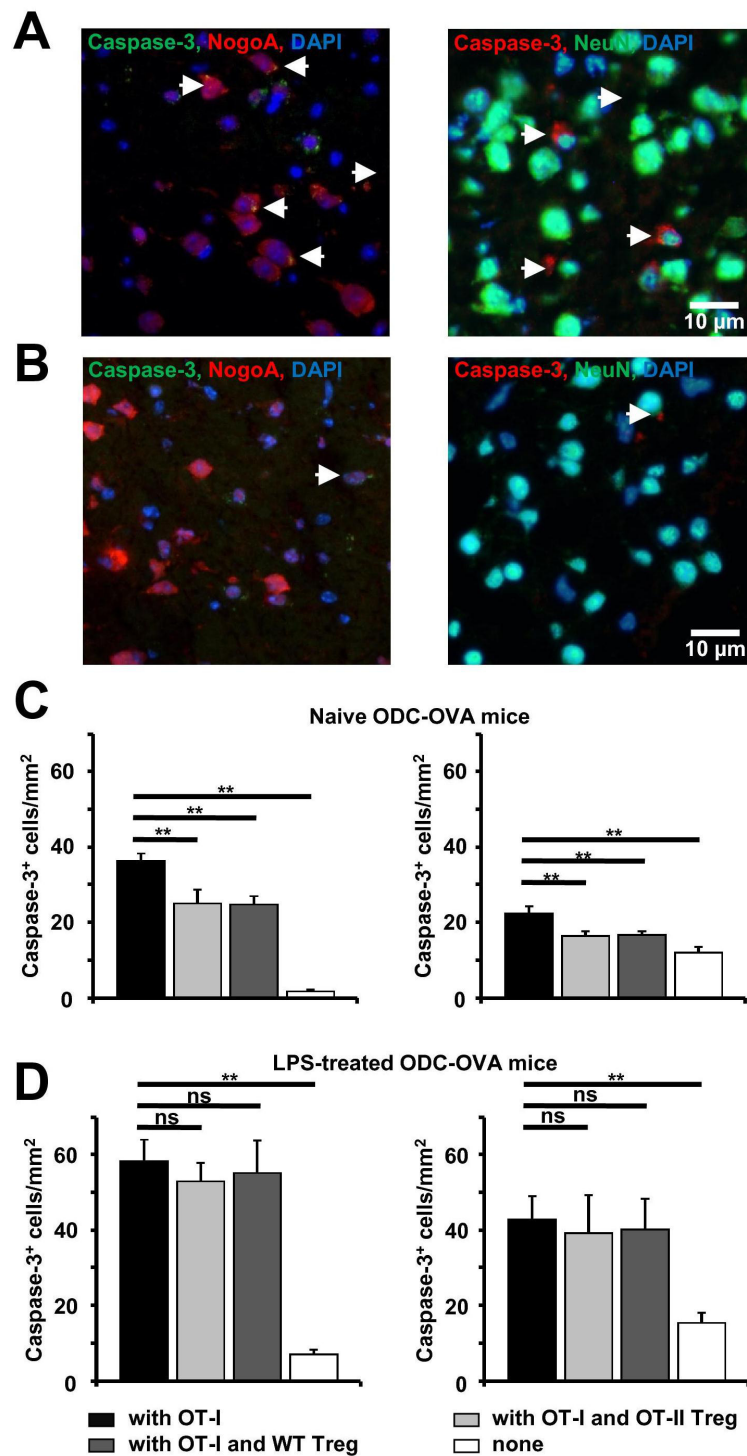 A
Caspase-3, NogoA, DAPI
Caspase-3, NeuN, DAPI
10 µm
B
Caspase-3, NogoA, DAPI
Caspase-3, NeuN, DAPI
10 µm
C
Naive ODC-OVA mice
Caspase-3⁺ cells/mm²
60
40
20
0
**
**
**
Caspase-3⁺ cells/mm²
60
40
20
0
**
**
**
D
LPS-treated ODC-OVA mice
Caspase-3⁺ cells/mm²
60
40
20
0
**
ns
ns
Caspase-3⁺ cells/mm²
60
40
20
0
**
ns
ns
with OT-I
with OT-I and OT-II Treg
with OT-I and WT Treg
none